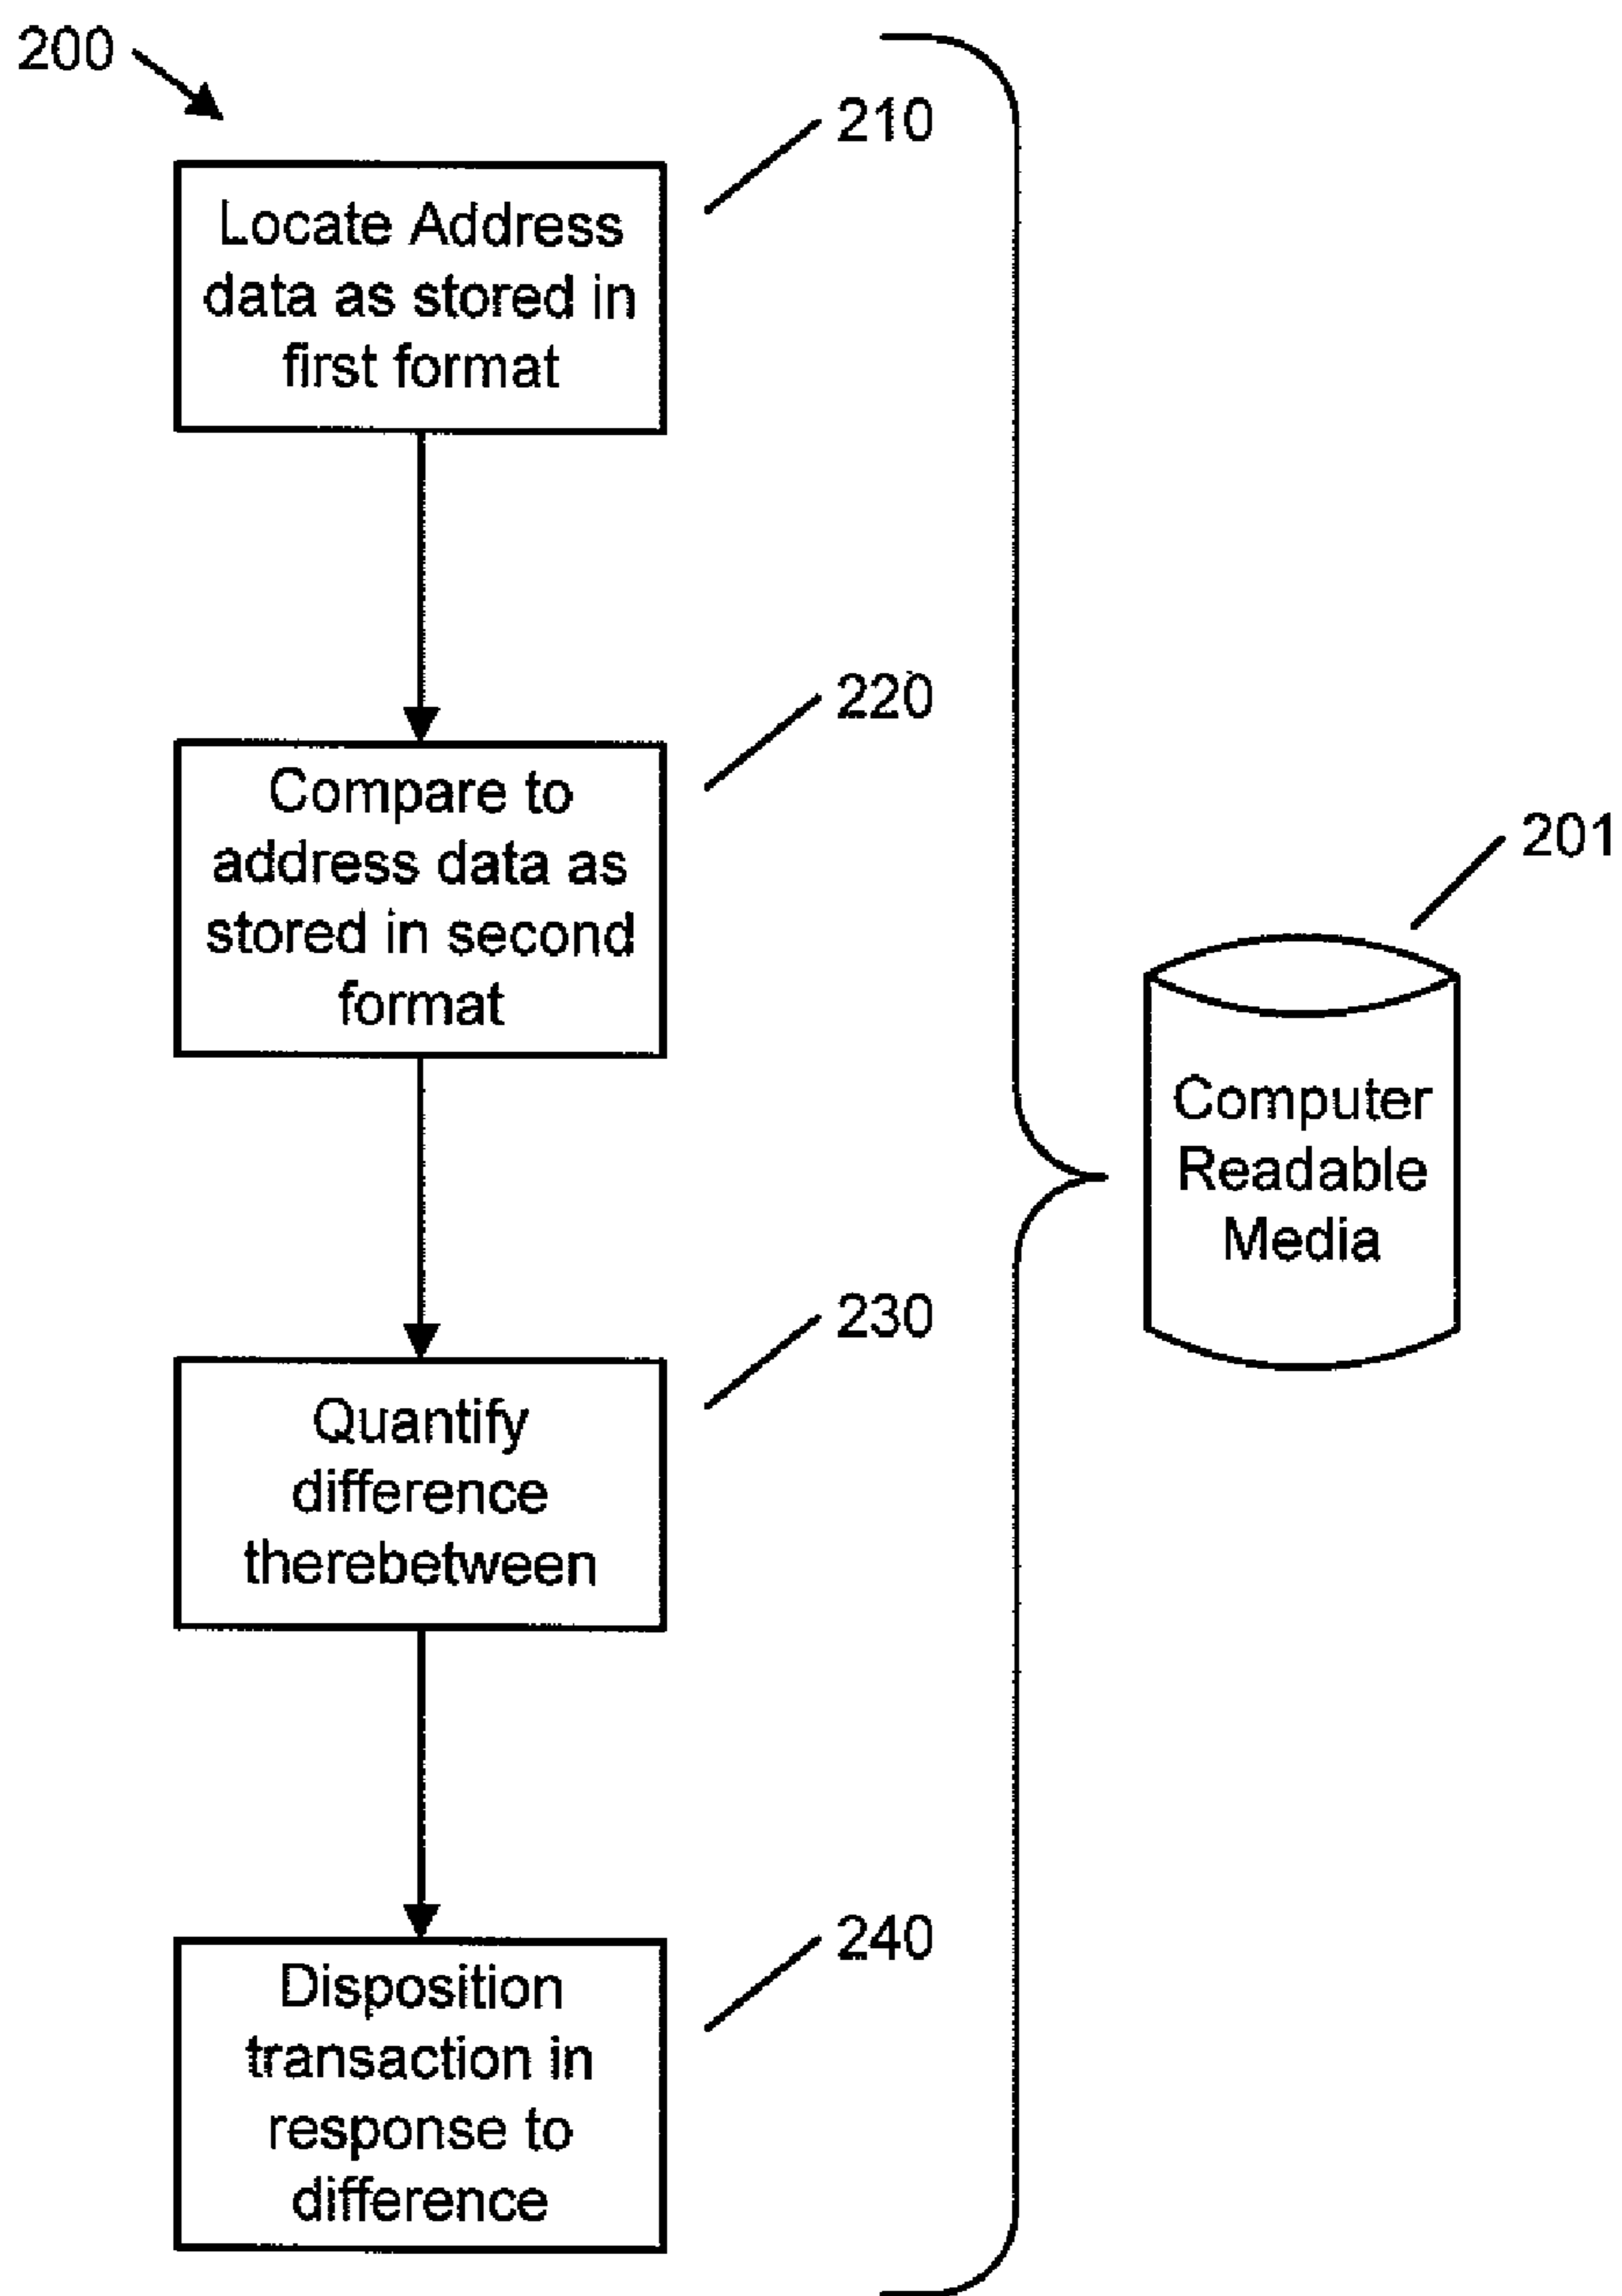 200
210
Locate Address
data as stored in
first format
220
Compare to
address data as
stored in second
format
201
Computer
Readable
Media
230
Quantify
difference
therebetween
240
Disposition
transaction in
response to
difference